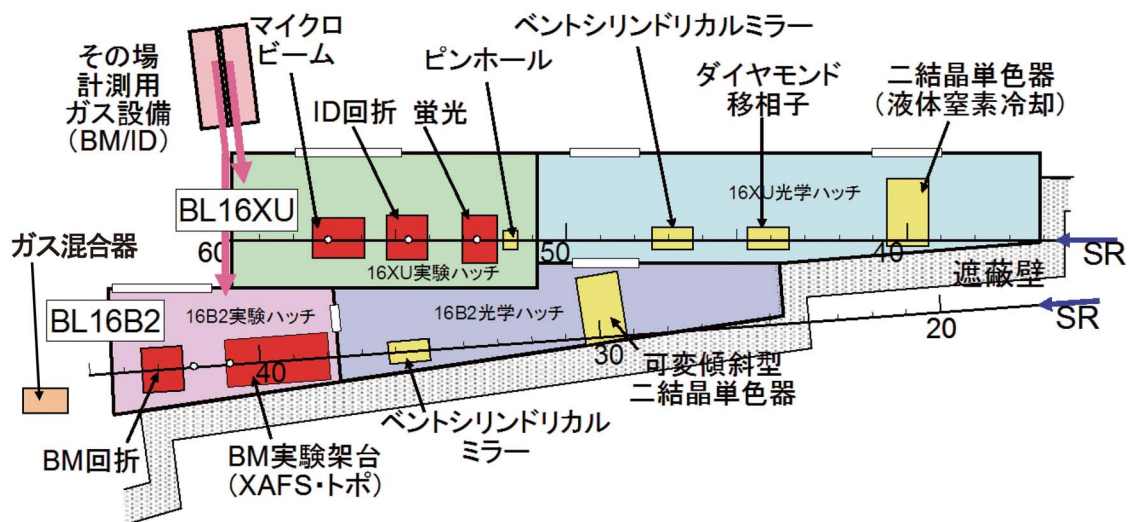 その場
計測用
ガス設備
(BM/ID)
マイクロ
ビーム
ID回折
蛍光
ピンホール
ベントシリンドリカルミラー
ダイヤモンド
移相子
二結晶単色器
(液体窒素冷却)
BL16XU
16XU光学ハッチ
60
50
40
16XU実験ハッチ
SR
遮蔽壁
ガス混合器
BL16B2
16B2実験ハッチ
16B2光学ハッチ
20
SR
30
40
可変傾斜型
二結晶単色器
ベントシリンドリカル
ミラー
BM回折
BM実験架台
(XAFS・トポ)